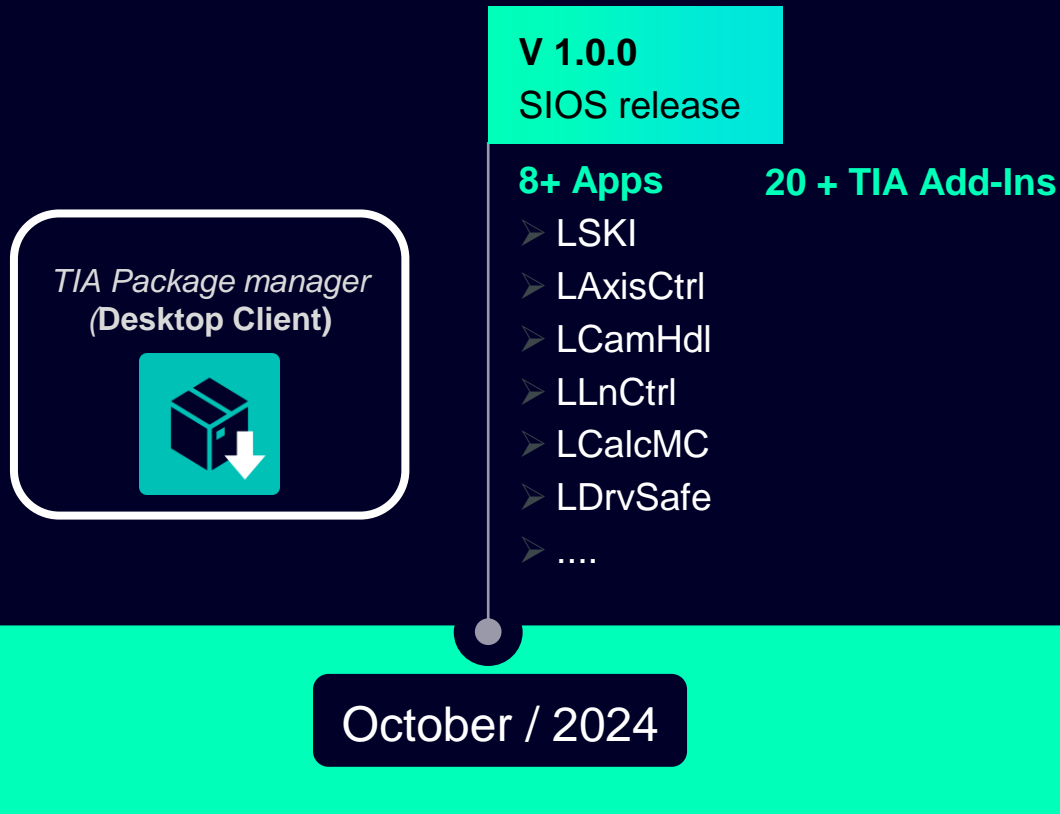 V 1.0.0
SIOS release
8+ Apps
20 + TIA Add-Ins
LSKI
LAxisCtrl
LCamHdl
LLnCtrl
LCalcMC
LDrvSafe
....
TIA Package manager
(Desktop Client)
October / 2024